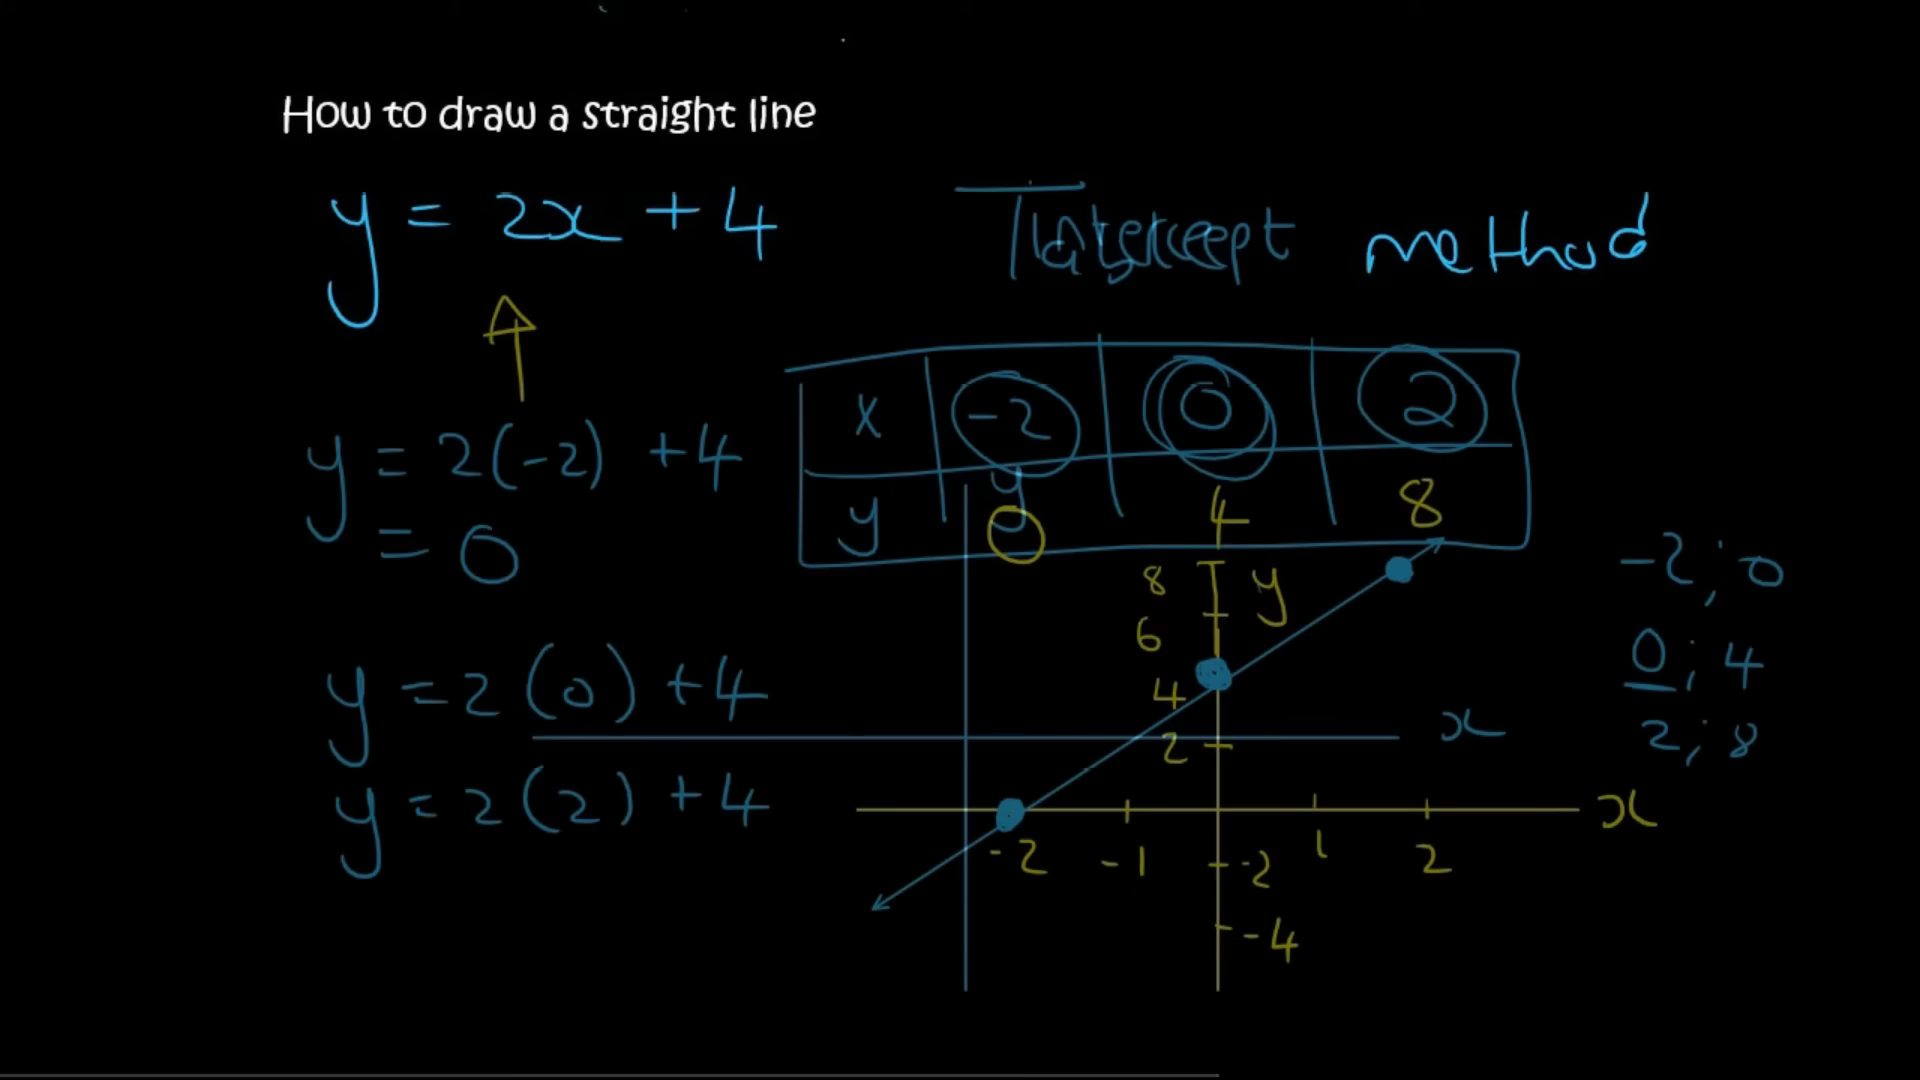 How to draw a straight line
y = 2x + 4
method
x -2 0 2
y 0 4 8
y
y = 2(-2) + 4
= 0
y = 2(0) + 4
y = 2(2) + 4
-2; 0
0; 4
2; 8
8 y
6
4
2
x
x
-2 -1 1 2
-2
-4